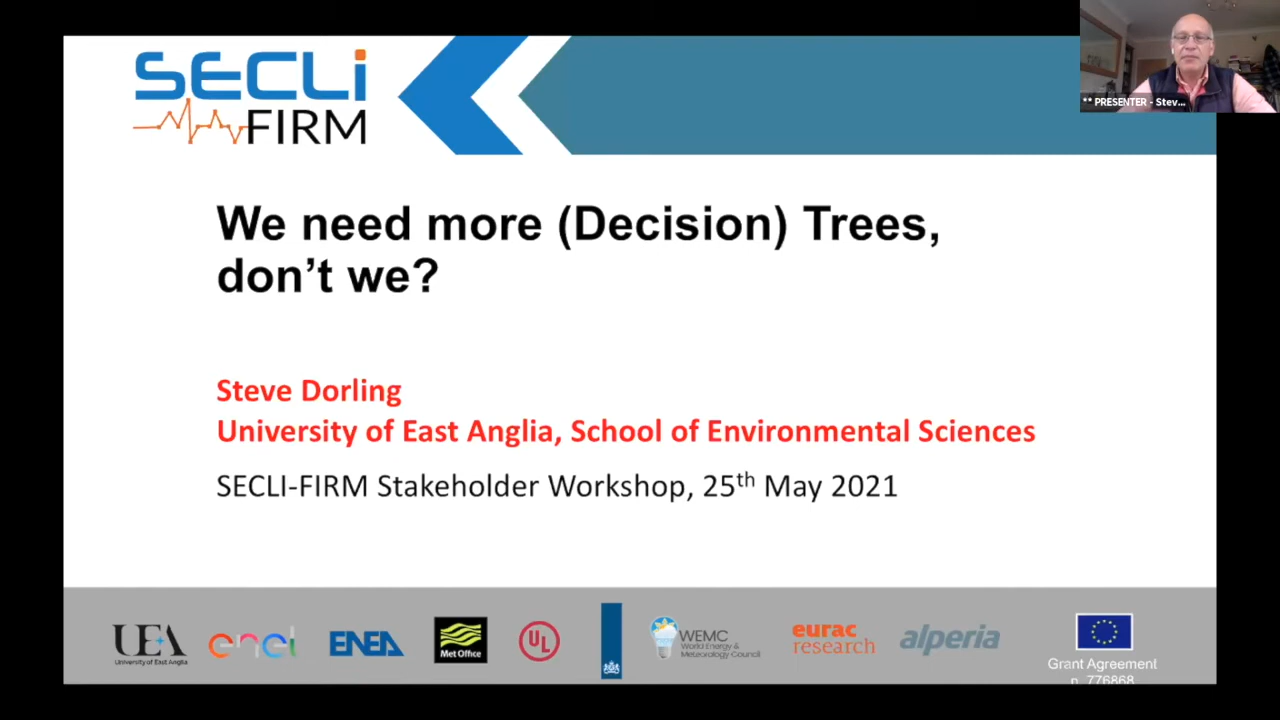 SECLI
FIRM
** PRESENTER - Stev...
We need more (Decision) Trees,
don’t we?
Steve Dorling
University of East Anglia, School of Environmental Sciences
SECLI-FIRM Stakeholder Workshop, 25th May 2021
UEA
University of East Anglia
enel
ENEA
Met Office
UL
WEMC
World Energy &
Meteorology Council
eurac
research
alperia
Grant Agreement
n. 776868